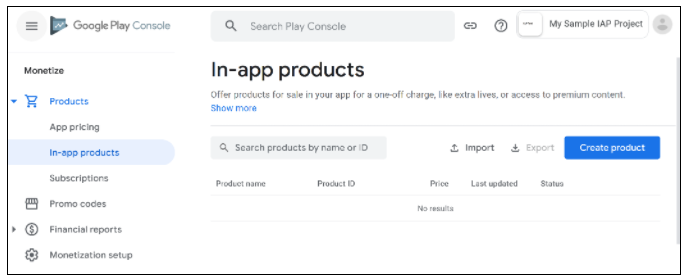 Google Play Console
Search Play Console
My Sample IAP Project
Monetize
Products
App pricing
In-app products
Subscriptions
Promo codes
Financial reports
Monetization setup
In-app products
Offer products for sale in your app for a one-off charge, like extra lives, or access to premium content.
Show more
Search products by name or ID
Import
Export
Create product
Product name Product ID Price Last updated Status
No results